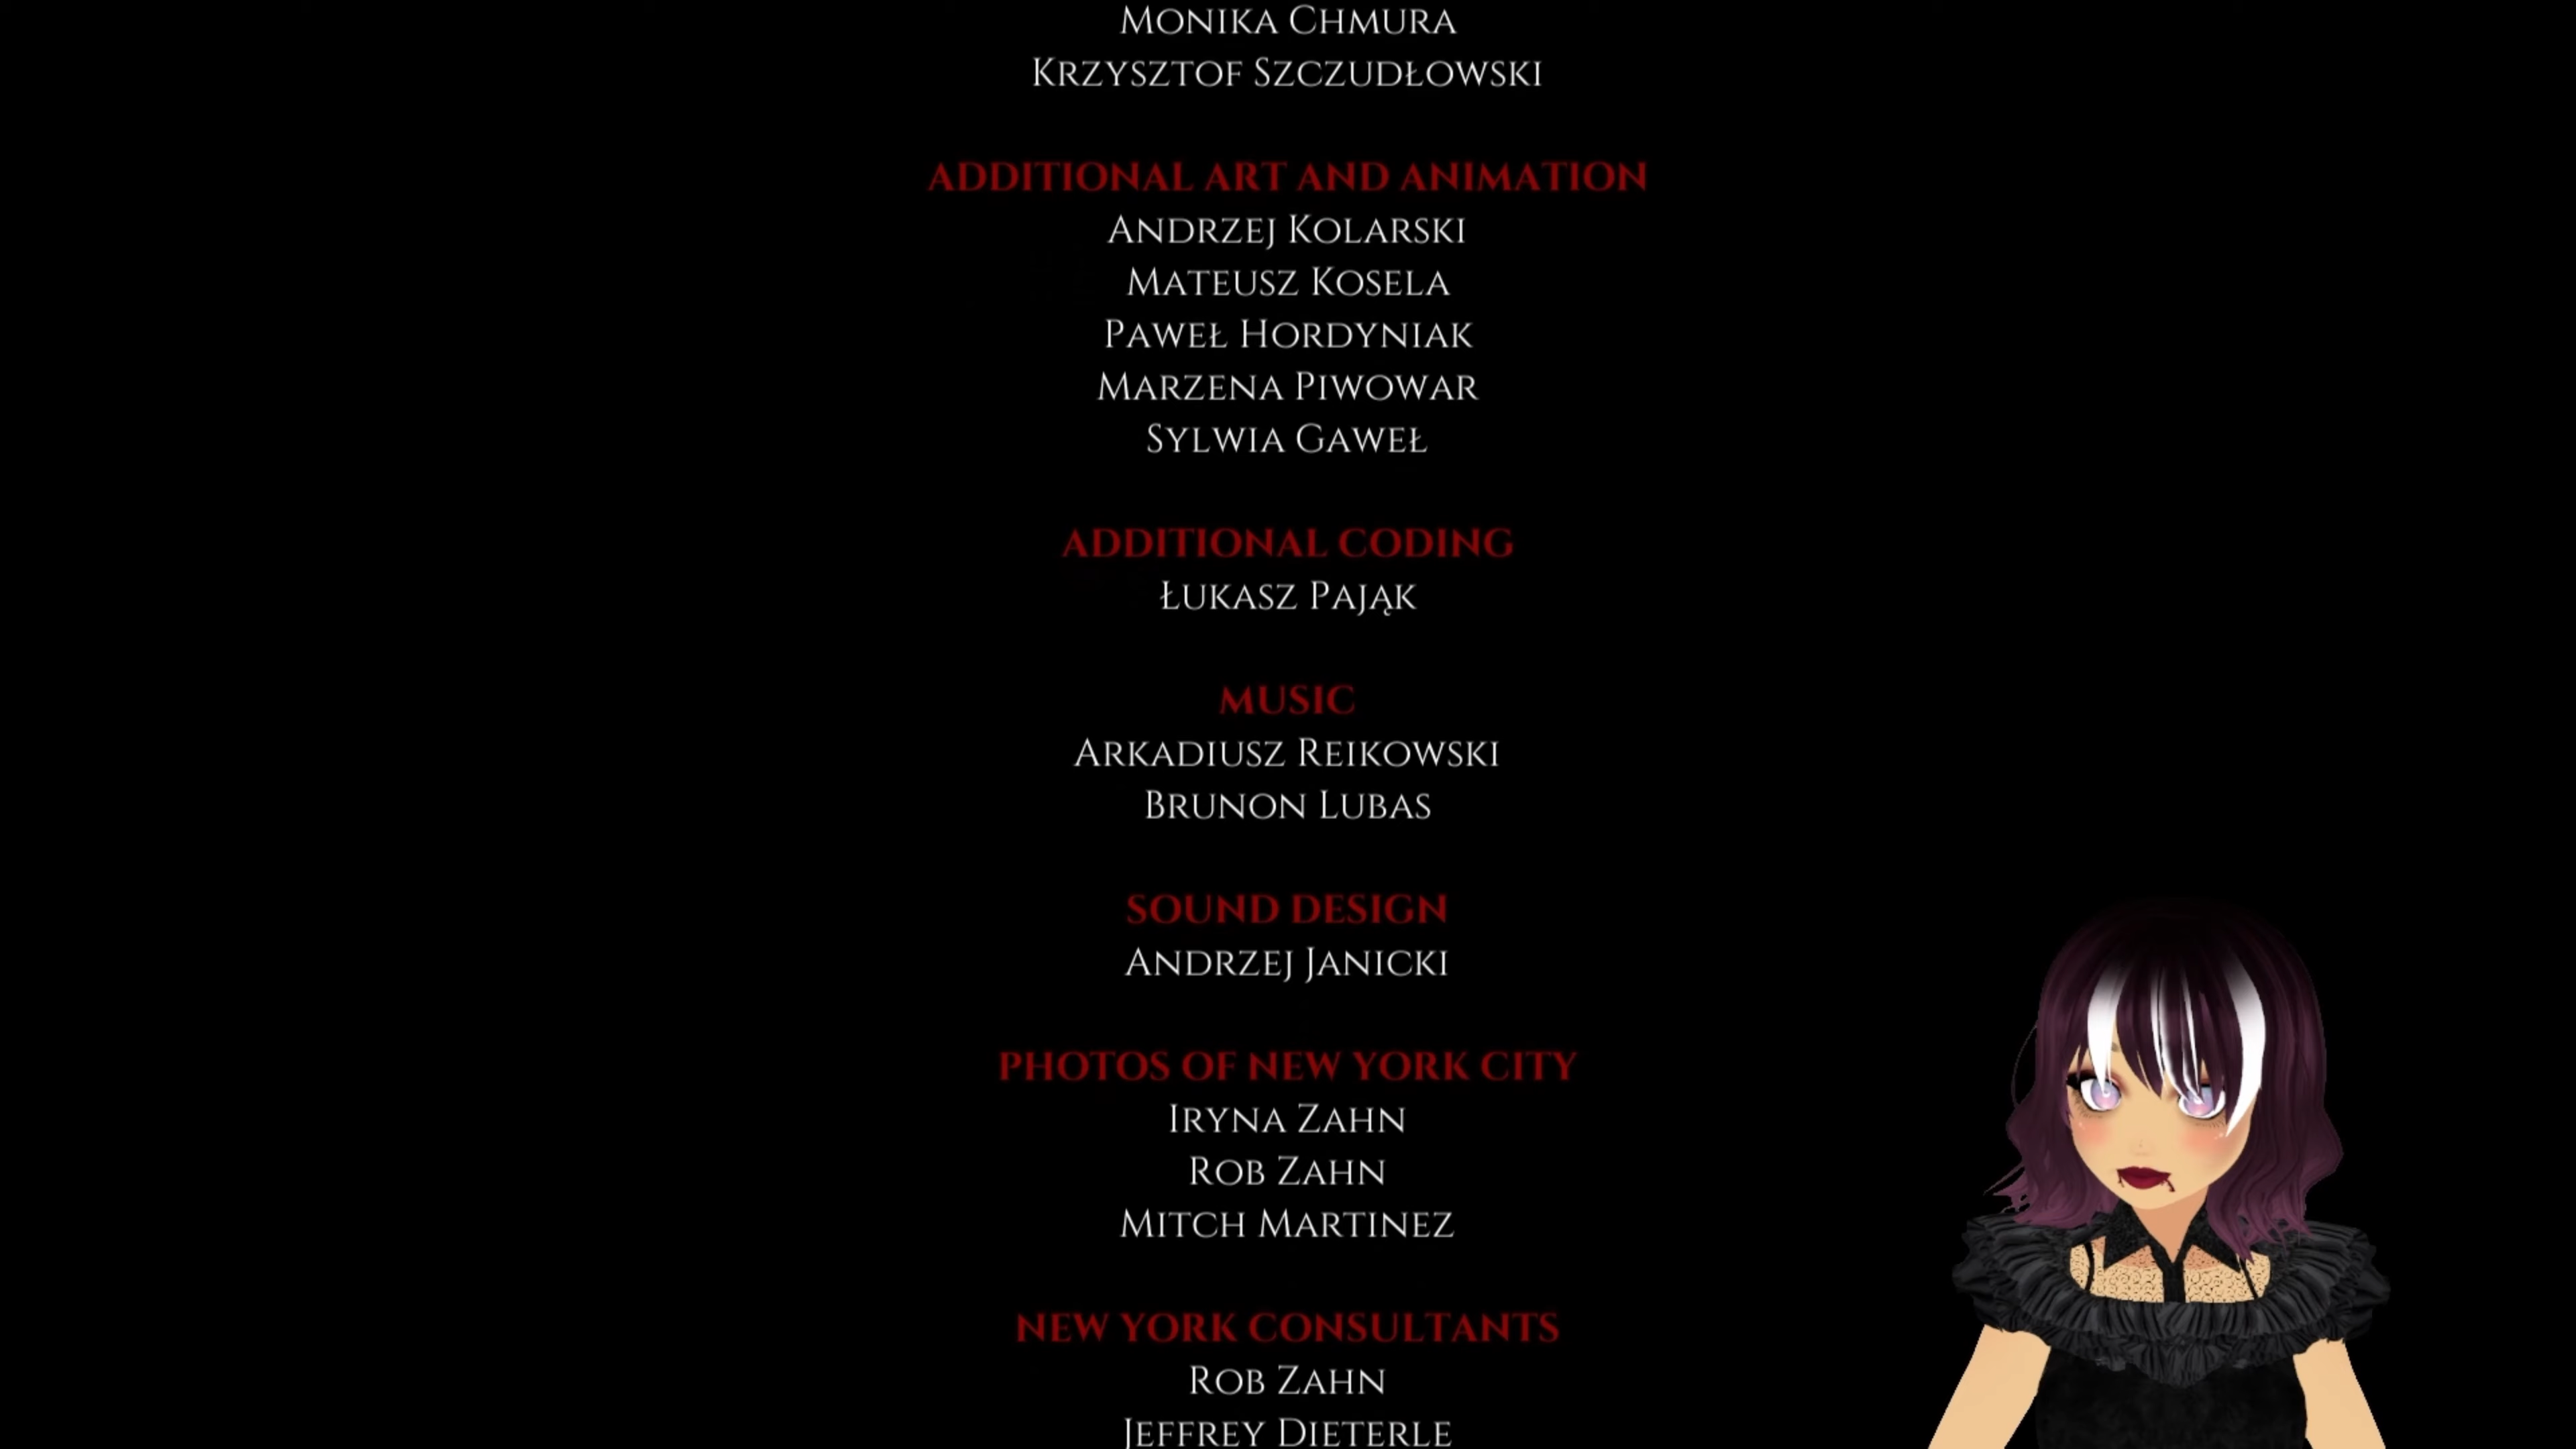 Monika Chmura
Krzysztof Szczudłowski
ADDITIONAL ART AND ANIMATION
Andrzej Kolarski
Mateusz Kosela
Paweł Hordyniak
Marzena Piwowar
Sylwia Gaweł
ADDITIONAL CODING
Łukasz Pająk
MUSIC
Arkadiusz Reikowski
Brunon Lubas
SOUND DESIGN
Andrzej Janicki
PHOTOS OF NEW YORK CITY
Iryna Zahn
Rob Zahn
Mitch Martinez
NEW YORK CONSULTANTS
Rob Zahn
Jeffrey Dieterle